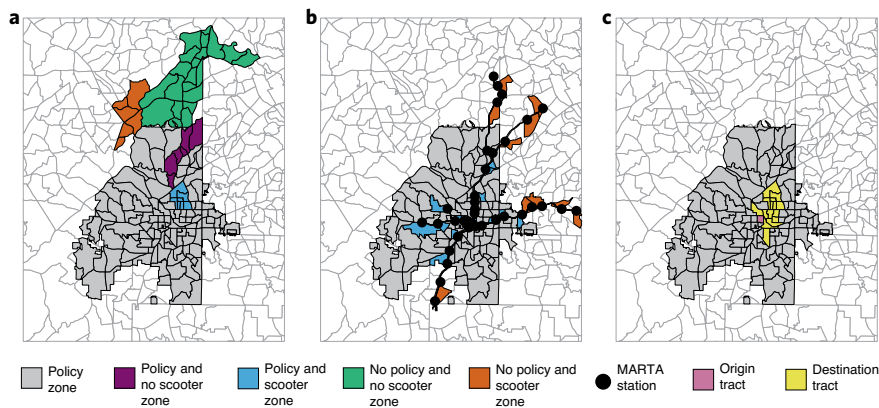 a
b
c
Policy
zone
Policy and
no scooter
zone
Policy and
scooter
zone
No policy and
no scooter
zone
No policy and
scooter
zone
MARTA
station
Origin
tract
Destination
tract